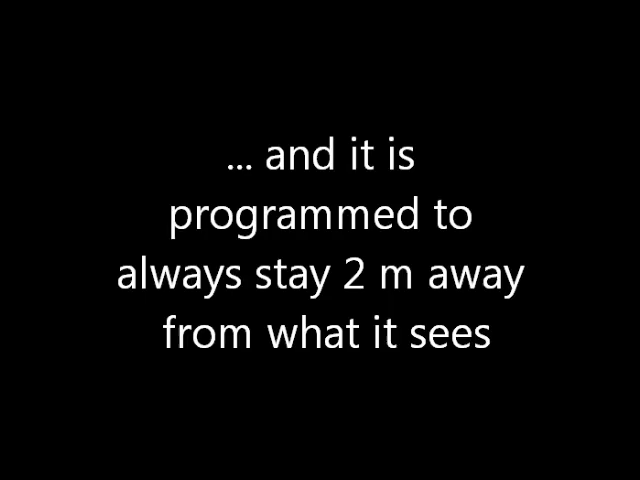 ... and it is
programmed to
always stay 2 m away
from what it sees